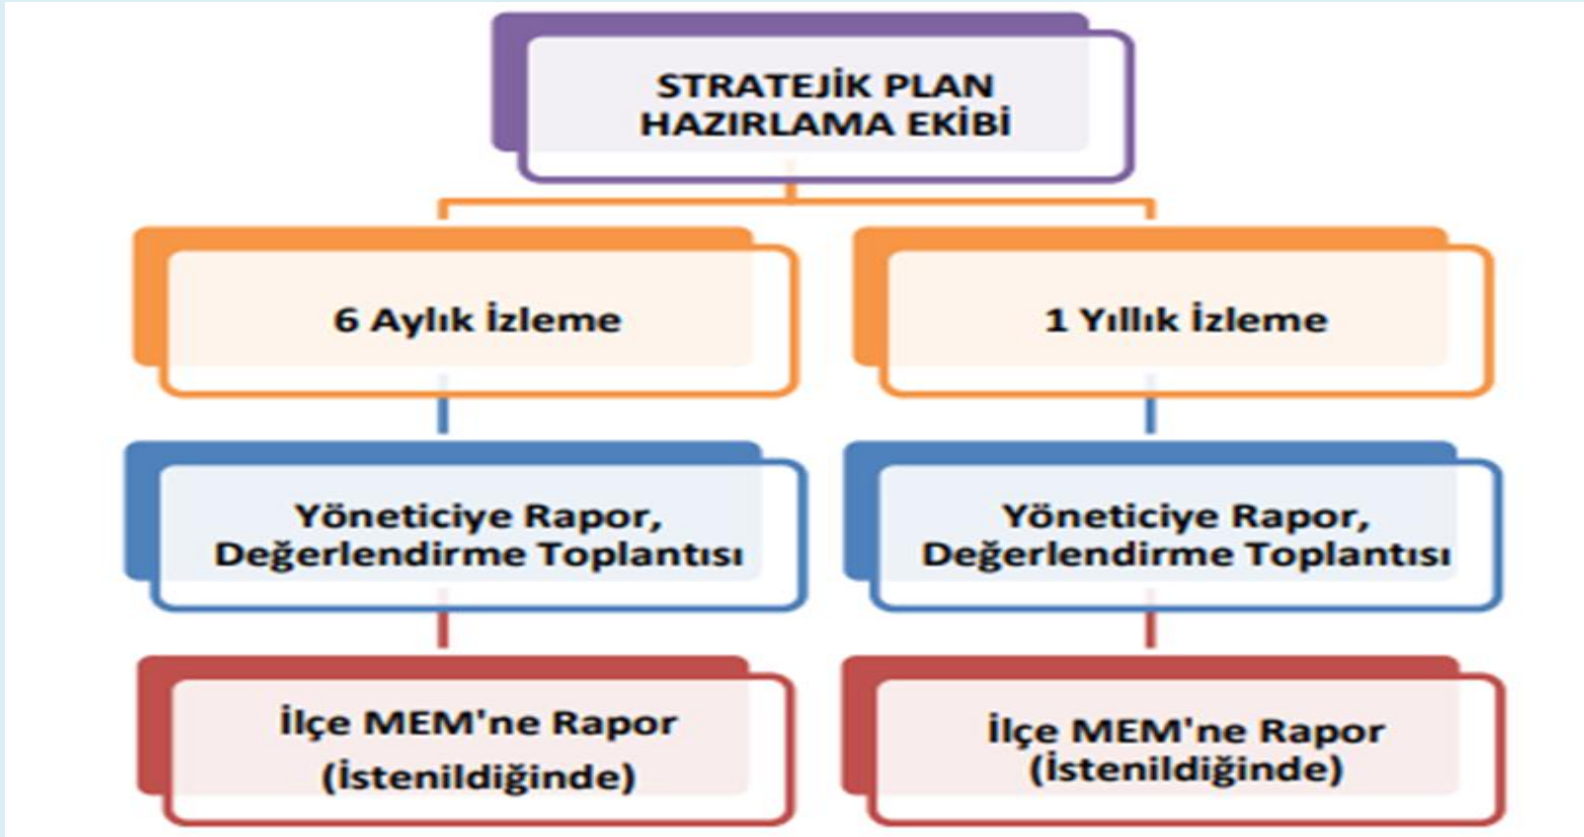 STRATEJİK PLAN
HAZIRLAMA EKİBİ
6 Aylık İzleme
1 Yıllık İzleme
Yöneticiye Rapor,
Değerlendirme Toplantısı
Yöneticiye Rapor,
Değerlendirme Toplantısı
İlçe MEM'ne Rapor
(İstenildiğinde)
İlçe MEM'ne Rapor
(İstenildiğinde)